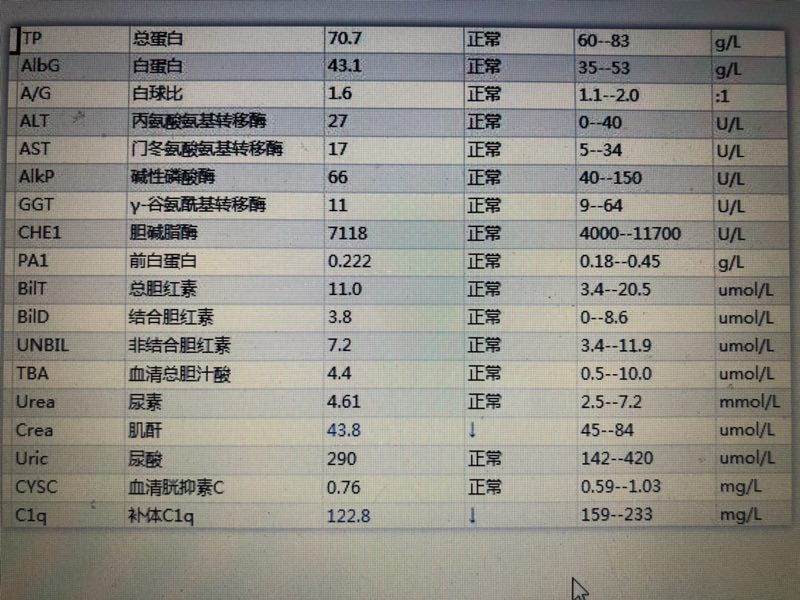 TP 总蛋白 70.7 正常 60--83 g/L
AlbG 白蛋白 43.1 正常 35--53 g/L
A/G 白球比 1.6 正常 1.1--2.0 :1
ALT 丙氨酸氨基转移酶 27 正常 0--40 U/L
AST 门冬氨酸氨基转移酶 17 正常 5--34 U/L
AlkP 碱性磷酸酶 66 正常 40--150 U/L
GGT γ-谷氨酰基转移酶 11 正常 9--64 U/L
CHE1 胆碱脂酶 7118 正常 4000--11700 U/L
PA1 前白蛋白 0.222 正常 0.18--0.45 g/L
BilT 总胆红素 11.0 正常 3.4--20.5 umol/L
BilD 结合胆红素 3.8 正常 0--8.6 umol/L
UNBIL 非结合胆红素 7.2 正常 3.4--11.9 umol/L
TBA 血清总胆汁酸 4.4 正常 0.5--10.0 umol/L
Urea 尿素 4.61 正常 2.5--7.2 mmol/L
Crea 肌酐 43.8 ↓ 45--84 umol/L
Uric 尿酸 290 正常 142--420 umol/L
CYSC 血清胱抑素C 0.76 正常 0.59--1.03 mg/L
C1q 补体C1q 122.8 ↓ 159--233 mg/L